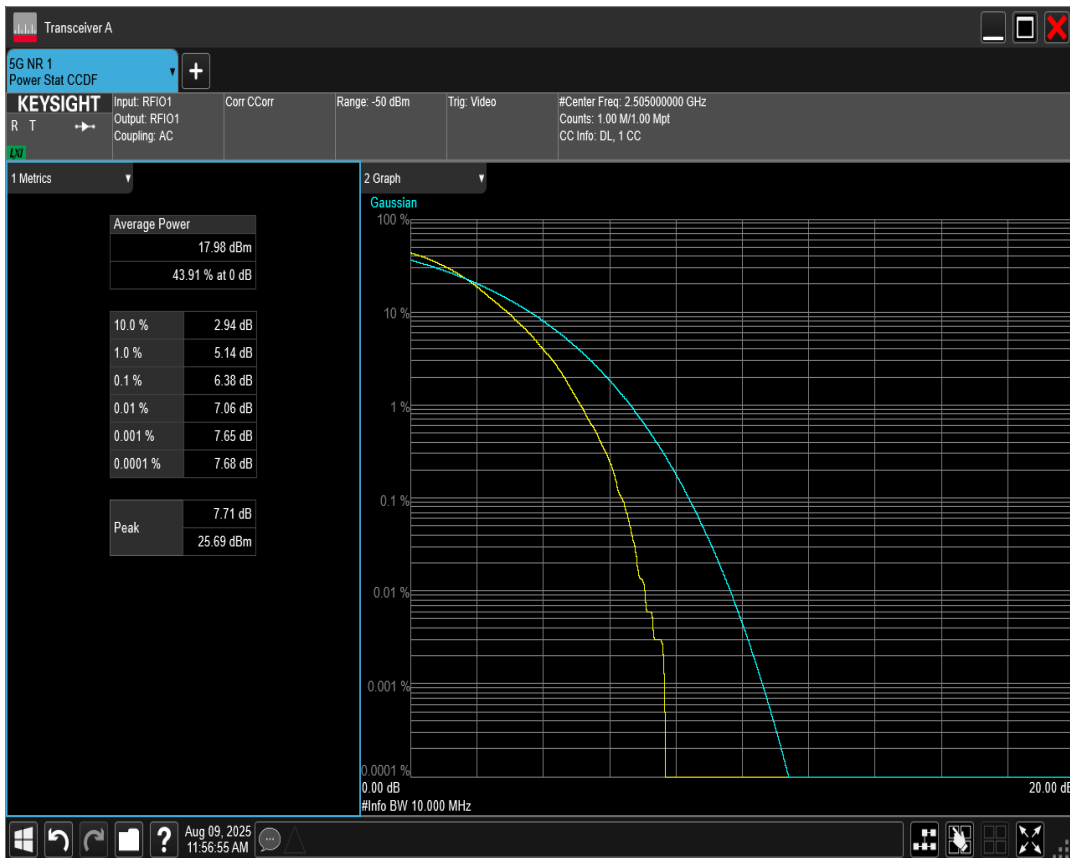 Transceiver A
5G NR 1
Power Stat CCDF
KEYSIGHT
R T
LXI
Input: RFIO1
Output: RFIO1
Coupling: AC
Corr CCorr
Range: -50 dBm
Trig: Video
#Center Freq: 2.505000000 GHz
Counts: 1.00 M/1.00 Mpt
CC Info: DL, 1 CC
1 Metrics
Average Power
17.98 dBm
43.91 % at 0 dB
10.0 % 2.94 dB
1.0 % 5.14 dB
0.1 % 6.38 dB
0.01 % 7.06 dB
0.001 % 7.65 dB
0.0001 % 7.68 dB
Peak
7.71 dB
25.69 dBm
2 Graph
Gaussian
100 %
10 %
1 %
0.1 %
0.01 %
0.001 %
0.0001 %
0.00 dB 20.00 dB
#Info BW 10.000 MHz
?
Aug 09, 2025
11:56:55 AM